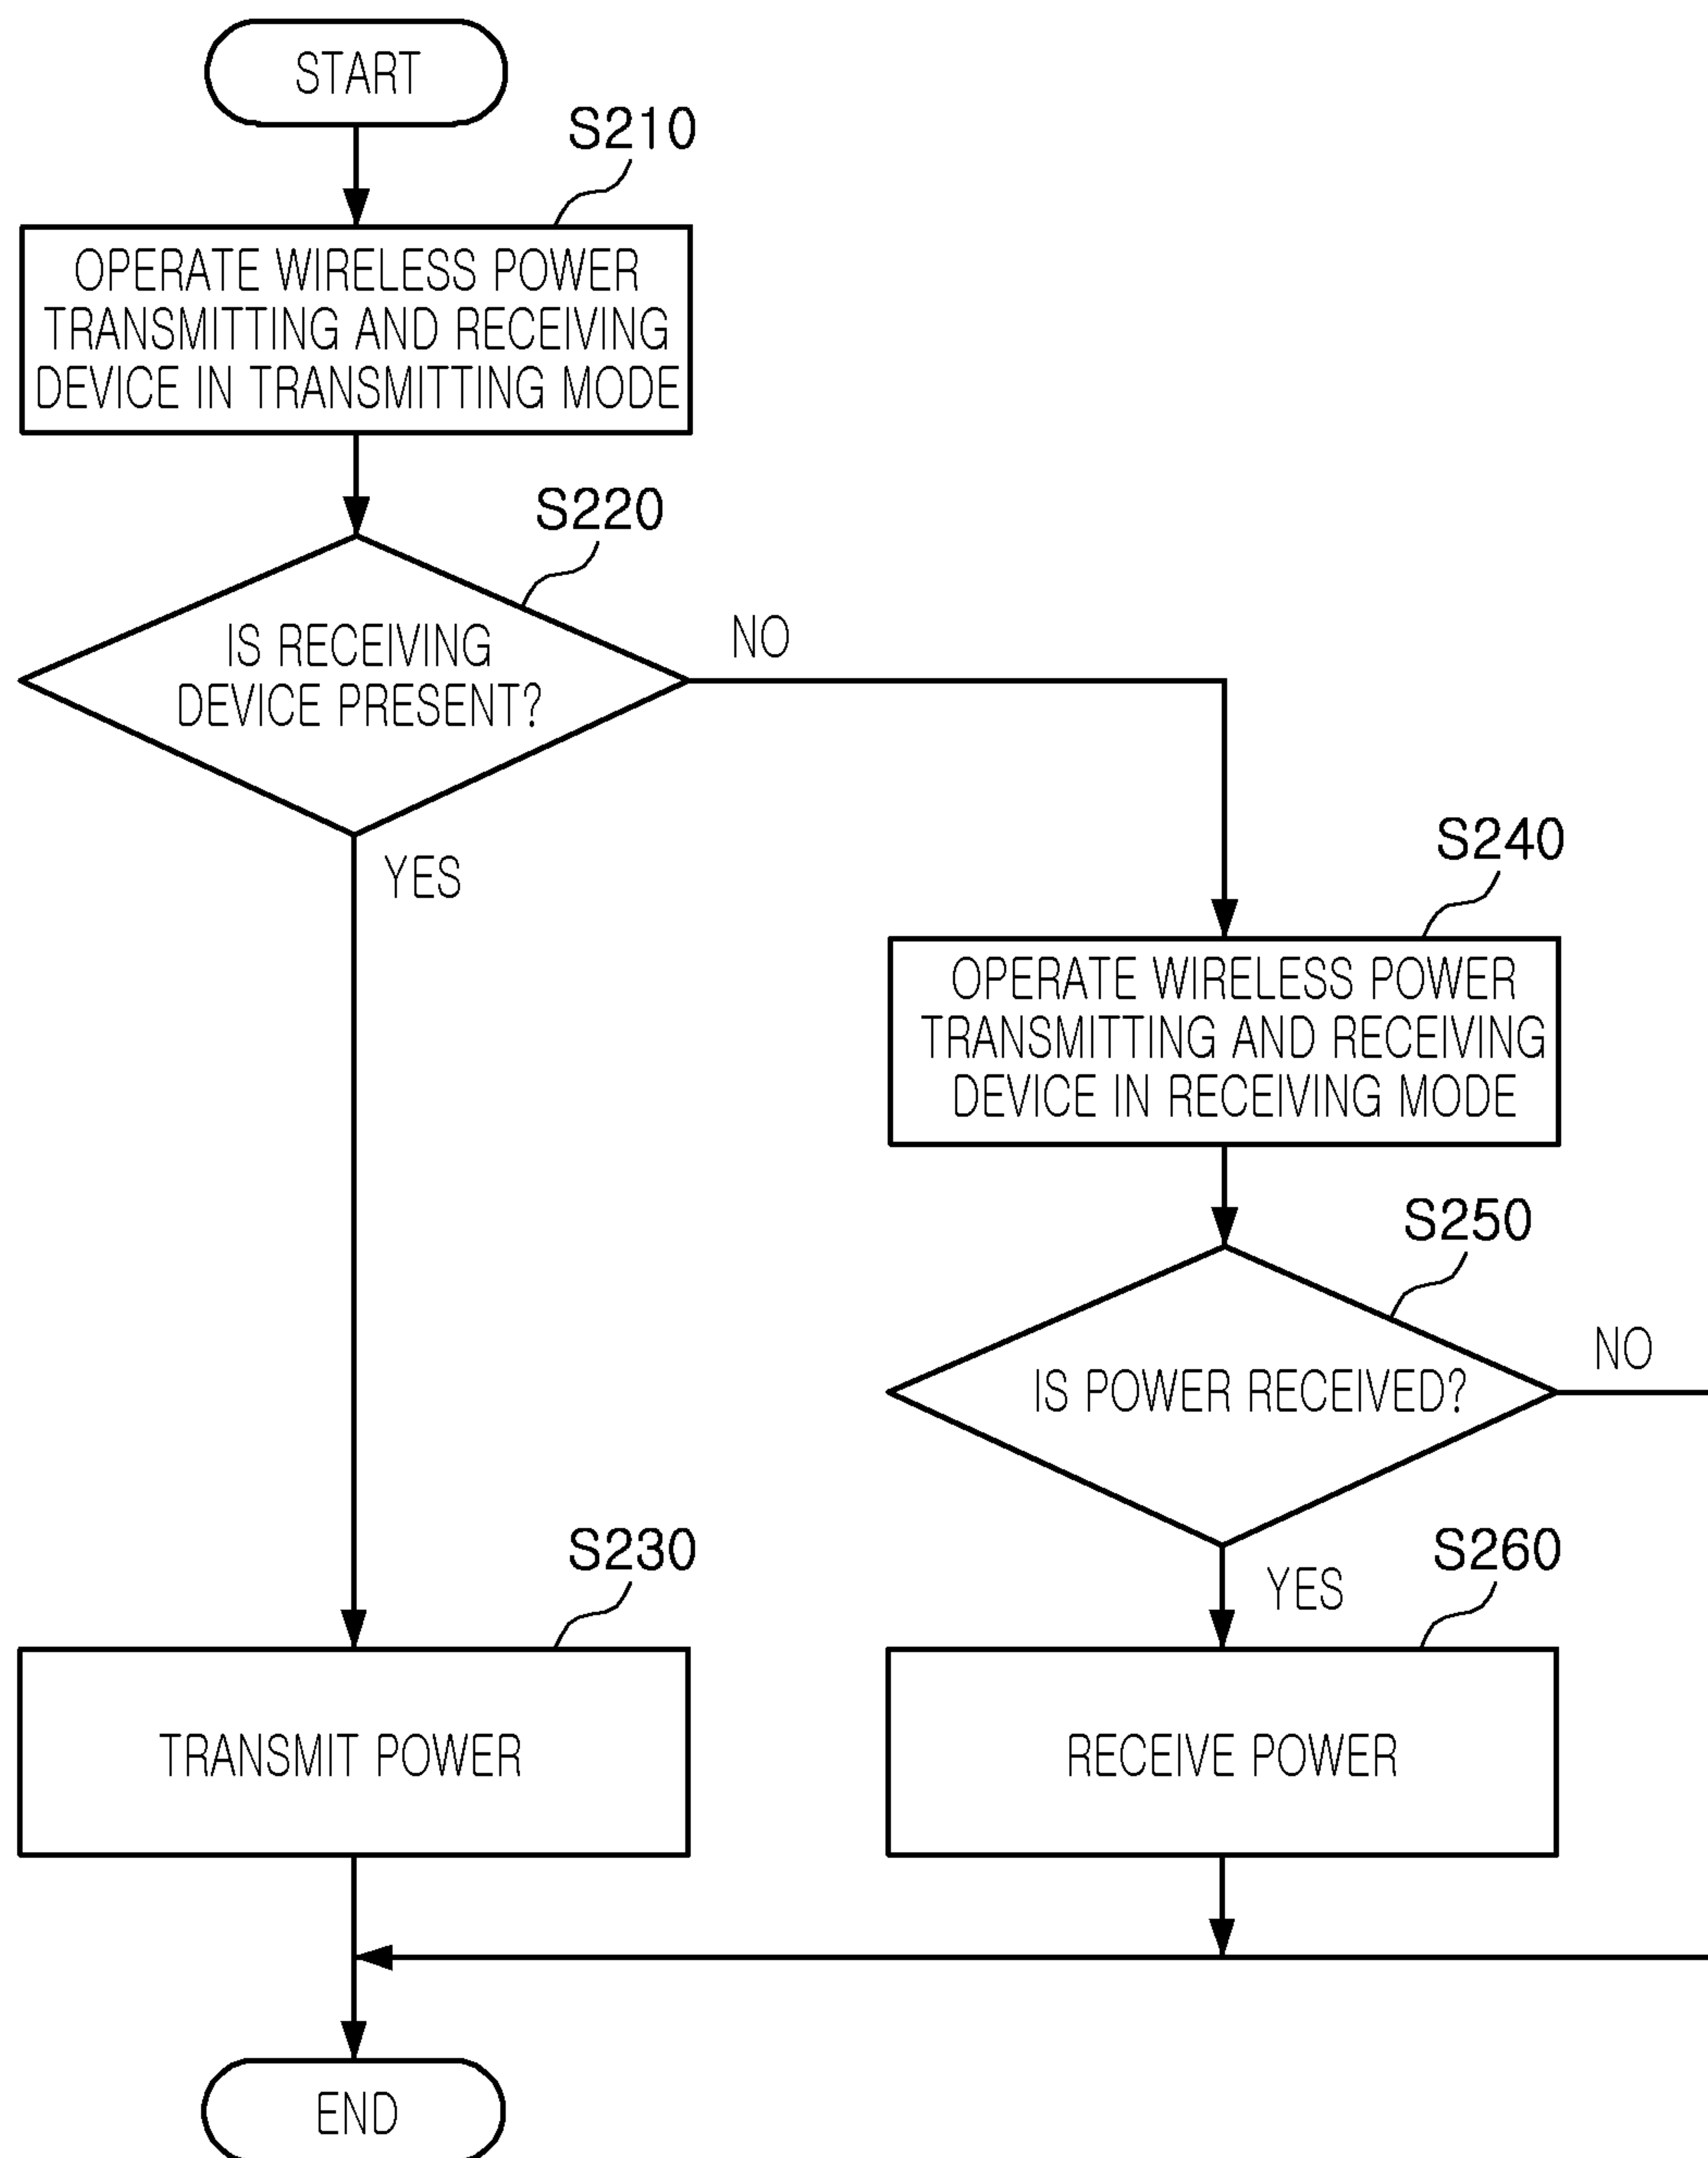 START
S210
OPERATE WIRELESS POWER
TRANSMITTING AND RECEIVING
DEVICE IN TRANSMITTING MODE
S220
IS RECEIVING
DEVICE PRESENT?
NO
YES
S240
OPERATE WIRELESS POWER
TRANSMITTING AND RECEIVING
DEVICE IN RECEIVING MODE
S250
IS POWER RECEIVED?
NO
YES
S230
TRANSMIT POWER
S260
RECEIVE POWER
END